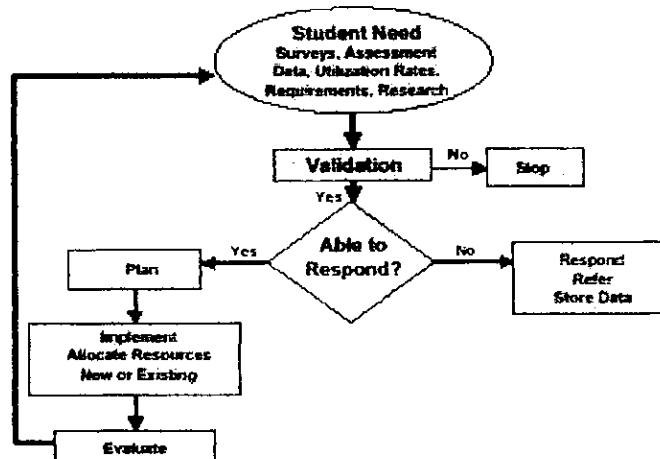 Student Need
Surveys, Assessment
Data, Utilization Rates,
Requirements, Research
Validation
No
Stop
Yes
Able to
Respond?
Yes
No
Plan
Respond
Refer
Store Data
Implement
Allocate Resources
New or Existing
Evaluate